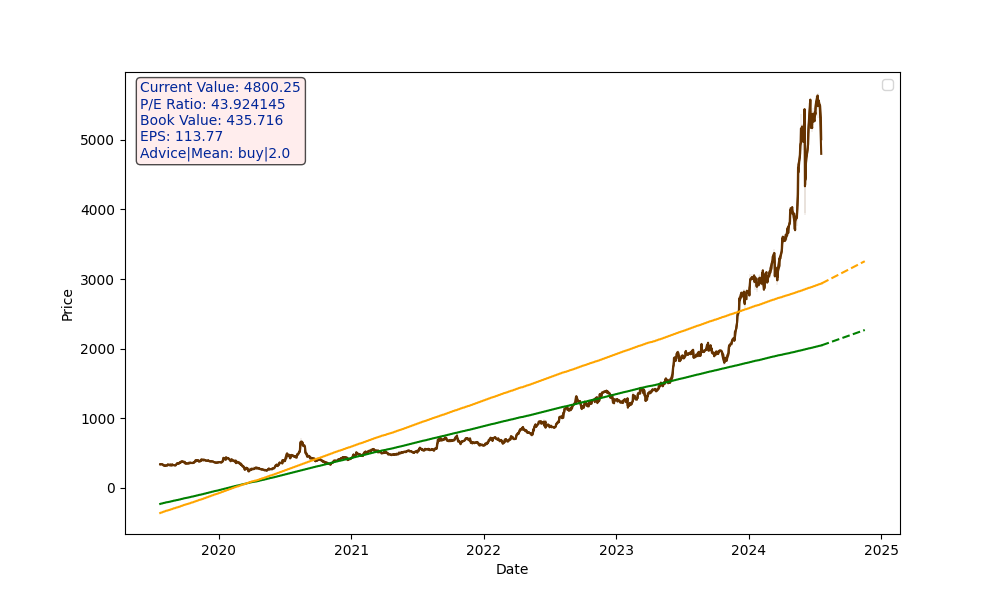 Current Value: 4800.25
P/E Ratio: 43.924145
Book Value: 435.716
EPS: 113.77
Advice|Mean: buy|2.0
5000
4000
3000
2000
1000
0
Price
2020 2021 2022 2023 2024 2025
Date